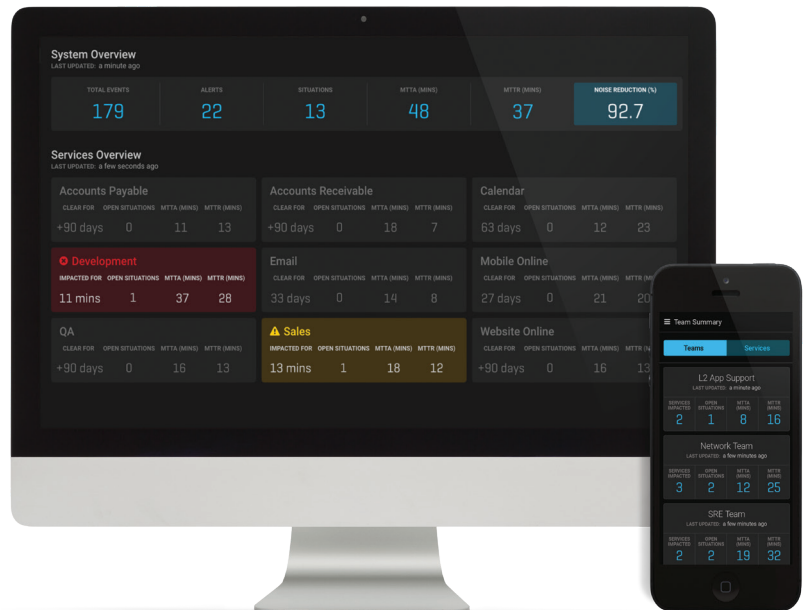 System Overview
LAST UPDATED: a minute ago
TOTAL EVENTS ALERTS SITUATIONS MTTA (MINS) MTTR (MINS) NOISE REDUCTION (%)
179 22 13 48 37 92.7
Services Overview
LAST UPDATED: a few seconds ago
Accounts Payable Accounts Receivable Calendar
CLEAR FOR OPEN SITUATIONS MTTA (MINS) MTTR (MINS) CLEAR FOR OPEN SITUATIONS MTTA (MINS) MTTR (MINS) CLEAR FOR OPEN SITUATIONS MTTA (MINS) MTTR (MINS)
+90 days 0 11 13 +90 days 0 18 7 63 days 0 12 23
Development Email Mobile Online
IMPACTED FOR OPEN SITUATIONS MTTA (MINS) MTTR (MINS) CLEAR FOR OPEN SITUATIONS MTTA (MINS) MTTR (MINS) CLEAR FOR OPEN SITUATIONS MTTA (MINS) MTTR (MIN
11 mins 1 37 28 33 days 0 14 8 27 days 0 21 20
QA Sales Website Online
CLEAR FOR OPEN SITUATIONS MTTA (MINS) MTTR (MINS) IMPACTED FOR OPEN SITUATIONS MTTA (MINS) MTTR (MINS) CLEAR FOR OPEN SITUATIONS MTTA (MINS) MTTR
+90 days 0 16 13 13 mins 1 18 12 +90 days 0 16 13
Team Summary
Teams Services
L2 App Support
LAST UPDATED: a minute ago
SERVICES OPEN MTTA MTTR
IMPACTED SITUATIONS (MINS) (MINS)
2 1 8 16
Network Team
LAST UPDATED: a few minutes ago
SERVICES OPEN MTTA MTTR
IMPACTED SITUATIONS (MINS) (MINS)
3 2 12 25
SRE Team
LAST UPDATED: a few minutes ago
SERVICES OPEN MTTA MTTR
IMPACTED SITUATIONS (MINS) (MINS)
2 2 19 32